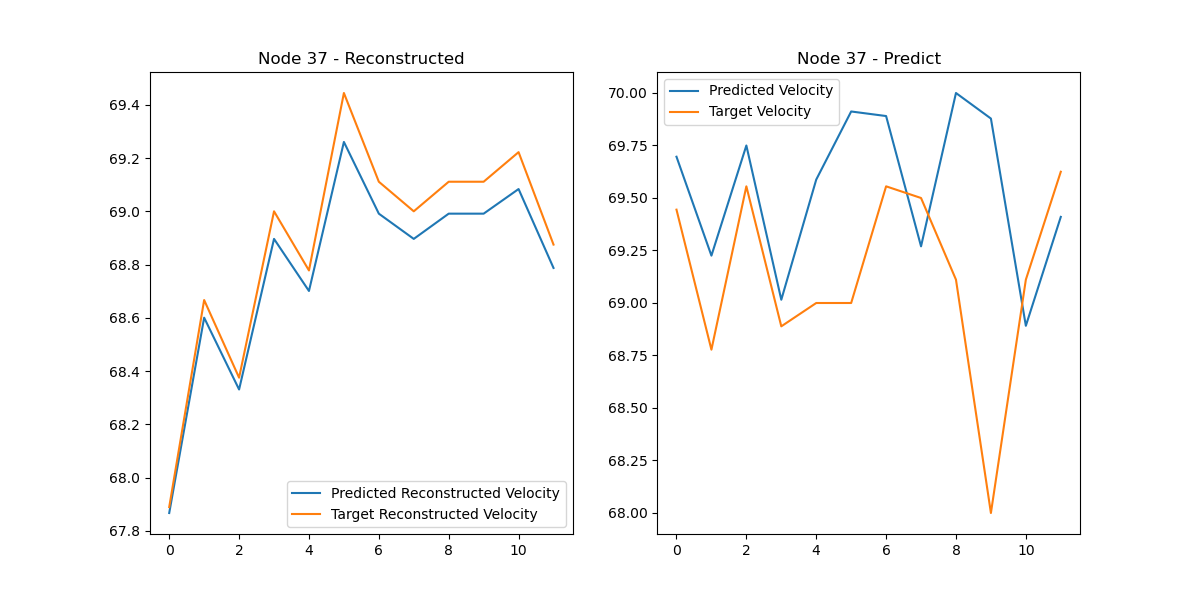 Node 37 - Reconstructed
69.4
69.2
69.0
68.8
68.6
68.4
68.2
68.0
67.8
0 2 4 6 8 10
Predicted Reconstructed Velocity
Target Reconstructed Velocity
Node 37 - Predict
70.00
69.75
69.50
69.25
69.00
68.75
68.50
68.25
68.00
0 2 4 6 8 10
Predicted Velocity
Target Velocity